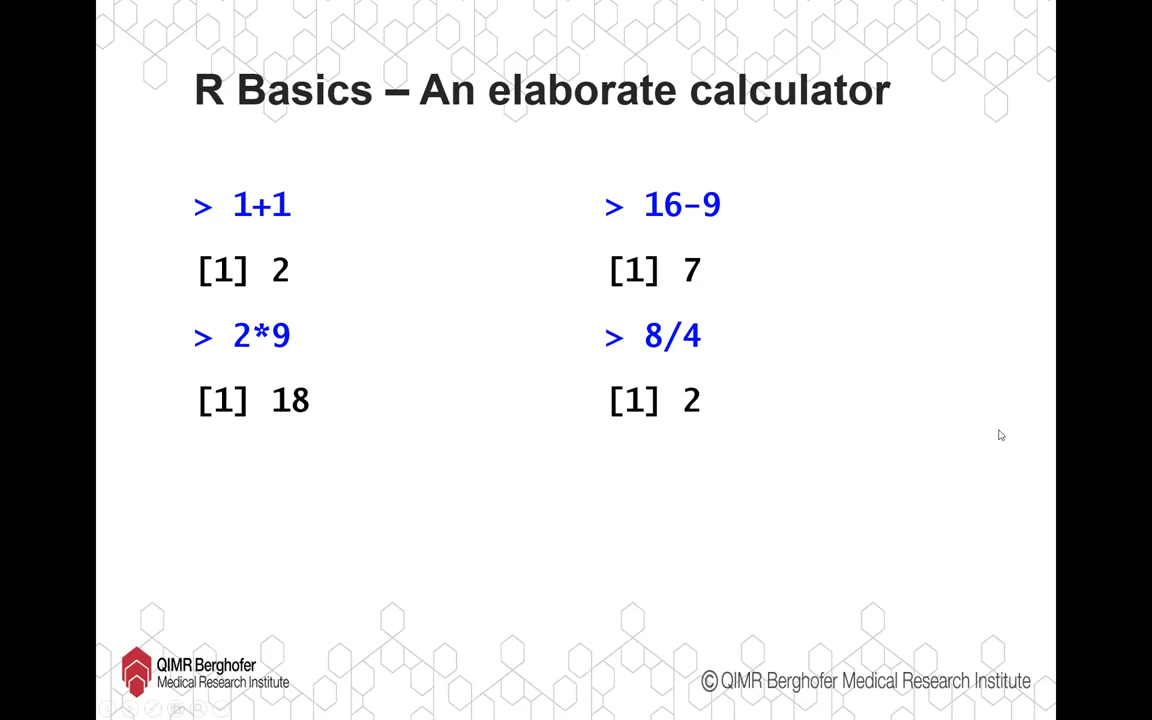 R Basics – An elaborate calculator
> 1+1
[1] 2
> 2*9
[1] 18
> 16-9
[1] 7
> 8/4
[1] 2
QIMR Berghofer
Medical Research Institute
© QIMR Berghofer Medical Research Institute